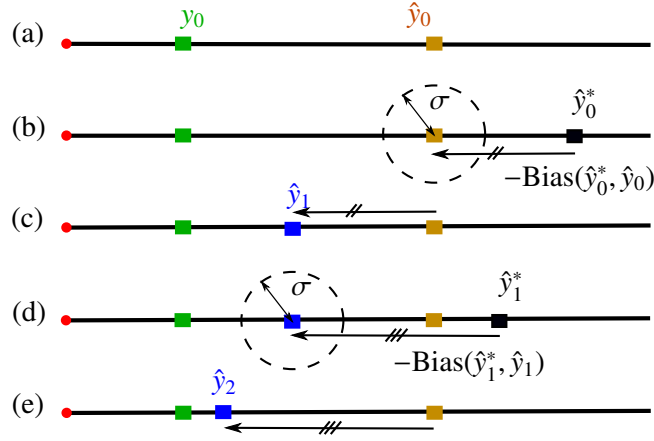 y₀ ŷ₀
(a)
σ ŷ₀*
(b)
−Bias(ŷ₀*, ŷ₀)
ŷ₁
(c)
σ ŷ₁*
(d)
−Bias(ŷ₁*, ŷ₁)
ŷ₂
(e)